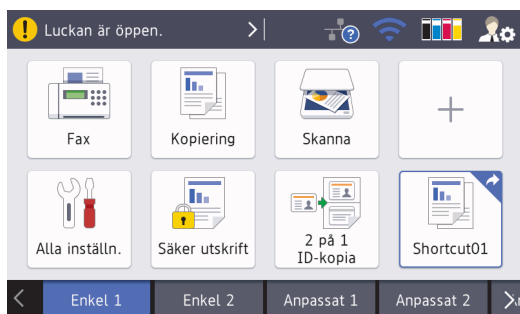 Luckan är öppen.
Fax
Kopiering
Skanna
Alla inställn.
Säker utskrift
2 på 1
ID-kopia
Shortcut01
Enkel 1
Enkel 2
Anpassat 1
Anpassat 2